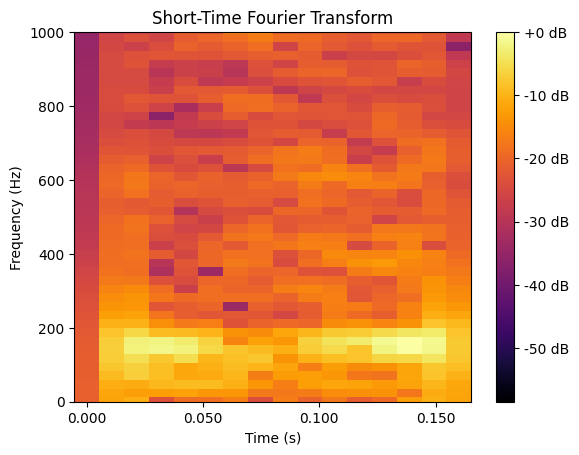 Short-Time Fourier Transform
1000
800
600
400
200
0
Frequency (Hz)
0.000
0.050
0.100
0.150
Time (s)
+0 dB
-10 dB
-20 dB
-30 dB
-40 dB
-50 dB